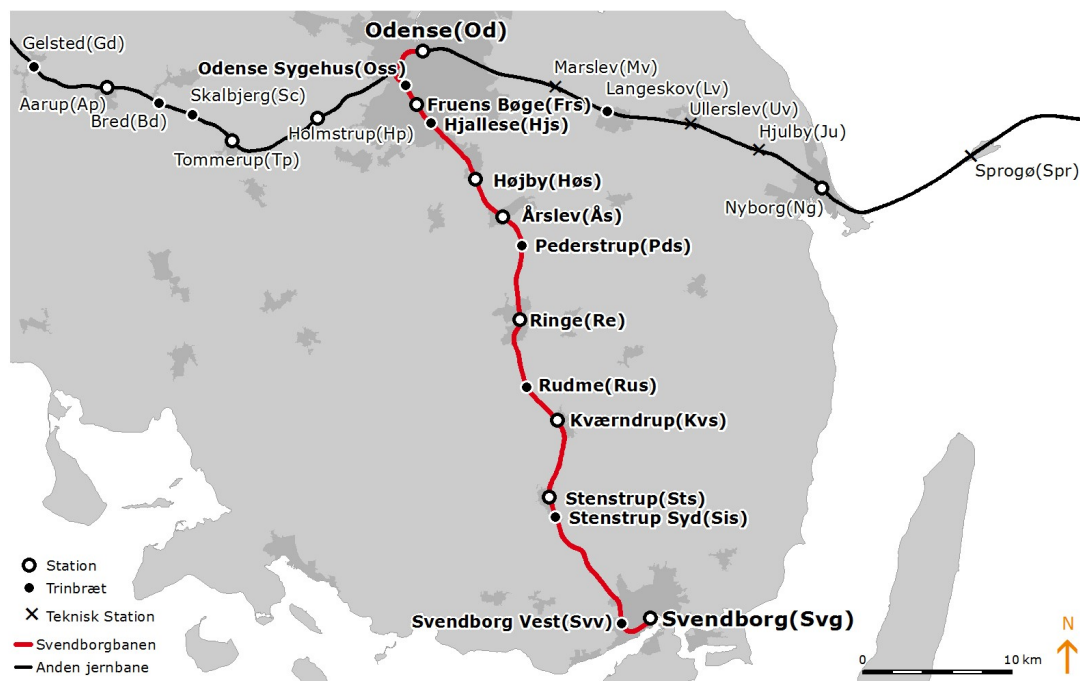 Odense(Od)
Gelsted(Gd)
Odense Sygehus(Oss)
Marslev(Mv)
Langeskov(Lv)
Skalbjerg(Sc)
Aarup(Ap)
Fruens Bøge(Frs)
Ullerslev(Uv)
Bred(Bd)
Hjallese(Hjs)
Holmstrup(Hp)
Hjulby(Ju)
Tommerup(Tp)
Sprogø(Spr)
Højby(Høs)
Nyborg(Ng)
Årslev(Ås)
Pederstrup(Pds)
Ringe(Re)
Rudme(Rus)
Kværndrup(Kvs)
Stenstrup(Sts)
Stenstrup Syd(Sis)
Svendborg Vest(Svv)
Svendborg(Svg)
Station
Trinbræt
Teknisk Station
Svendborgbanen
Anden jernbane
N
0 10 km